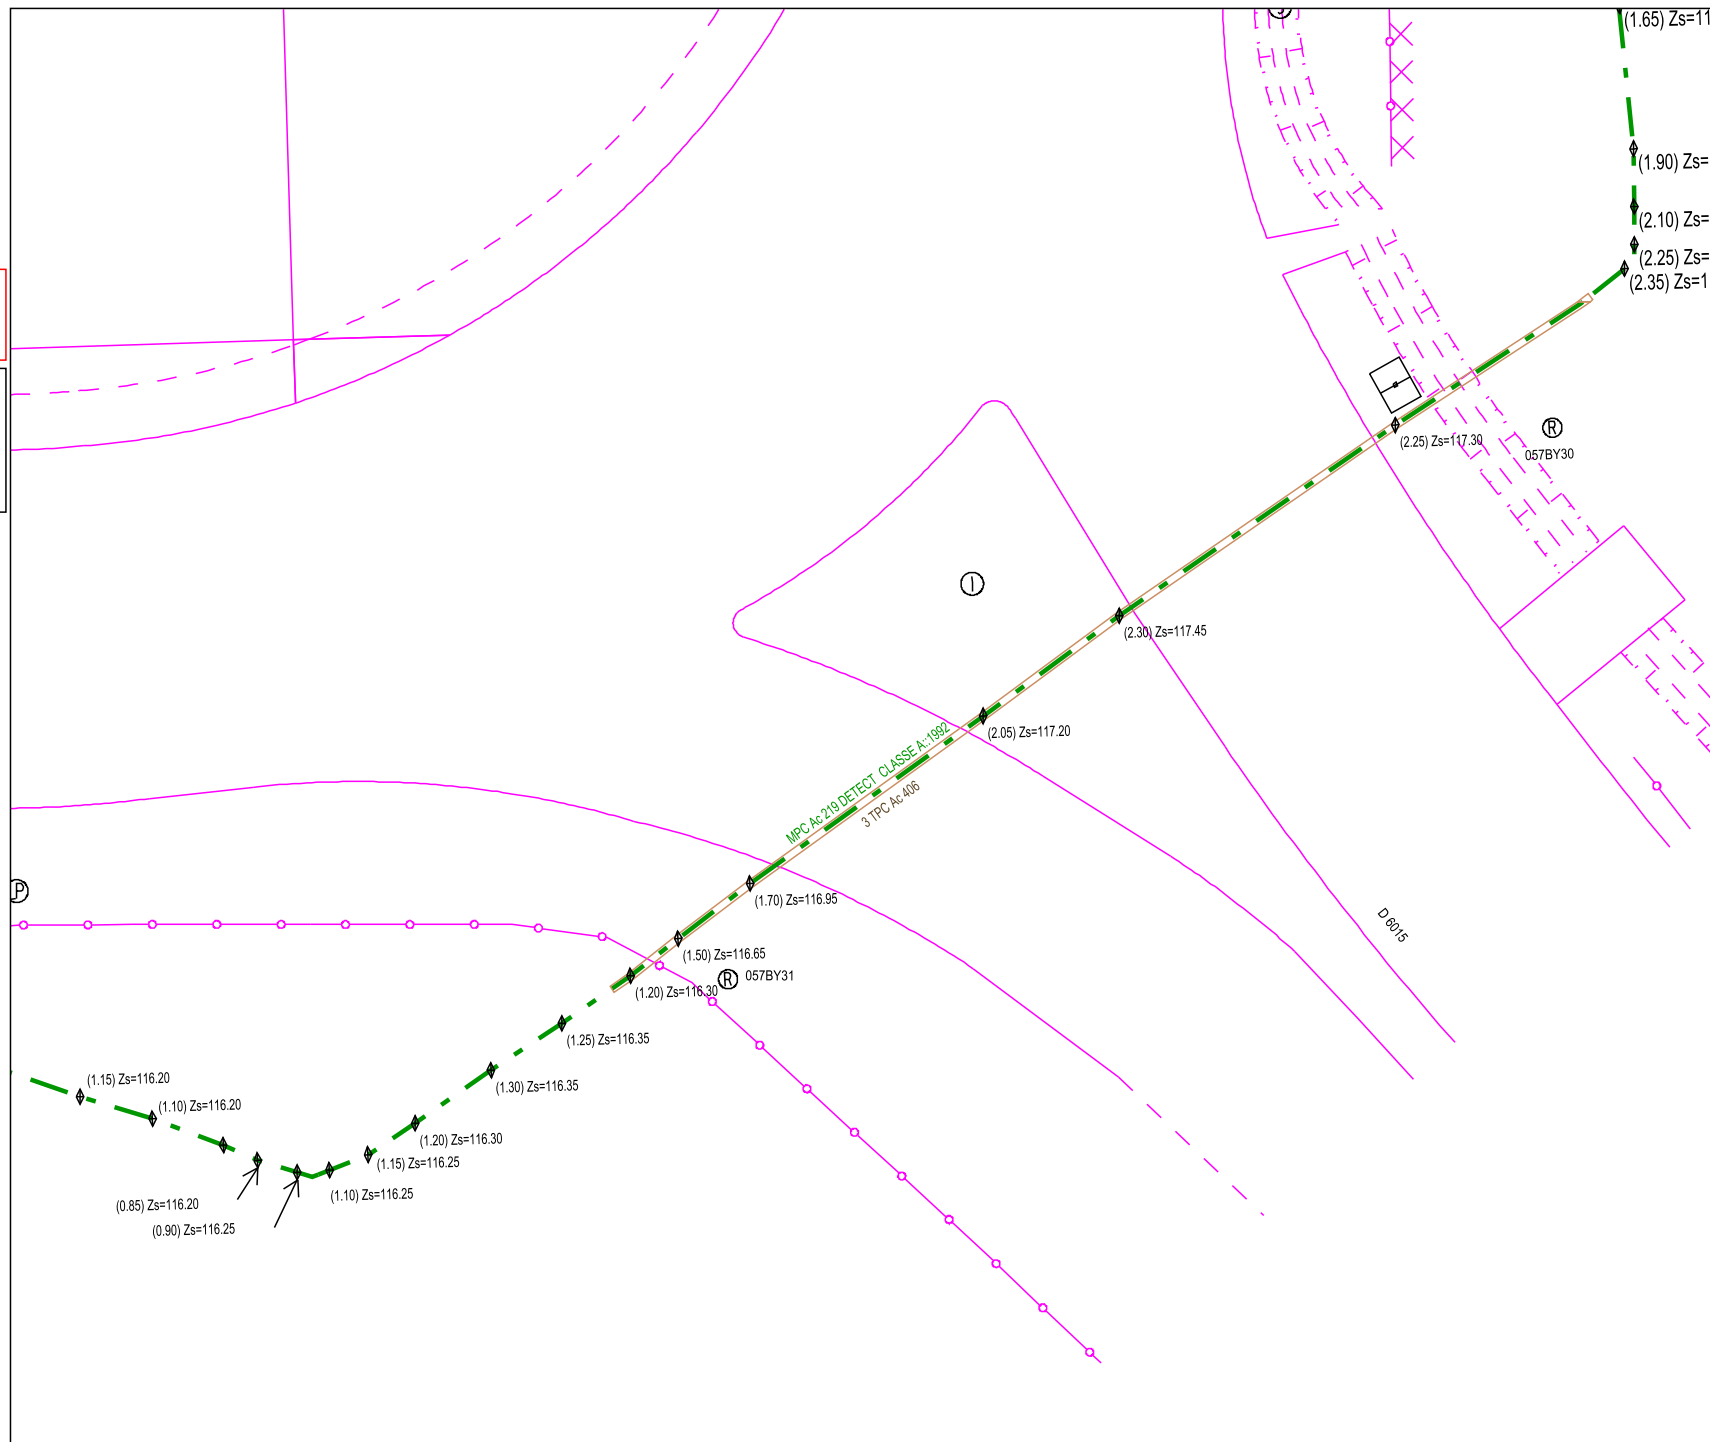 (1.65) Zs=11
(1.90) Zs=
(2.10) Zs=
(2.25) Zs=
(2.35) Zs=1
R
(2.25) Zs=117.30
057BY30
I
(2.30) Zs=117.45
(2.05) Zs=117.20
MPC Ac 219 DETECT CLASSE A::1992
3 TPC Ac 406
P
(1.70) Zs=116.95
D 6015
(1.50) Zs=116.65
R 057BY31
(1.20) Zs=116.30
(1.25) Zs=116.35
(1.15) Zs=116.20
(1.30) Zs=116.35
(1.10) Zs=116.20
(1.20) Zs=116.30
(1.15) Zs=116.25
(1.10) Zs=116.25
(0.85) Zs=116.20
(0.90) Zs=116.25